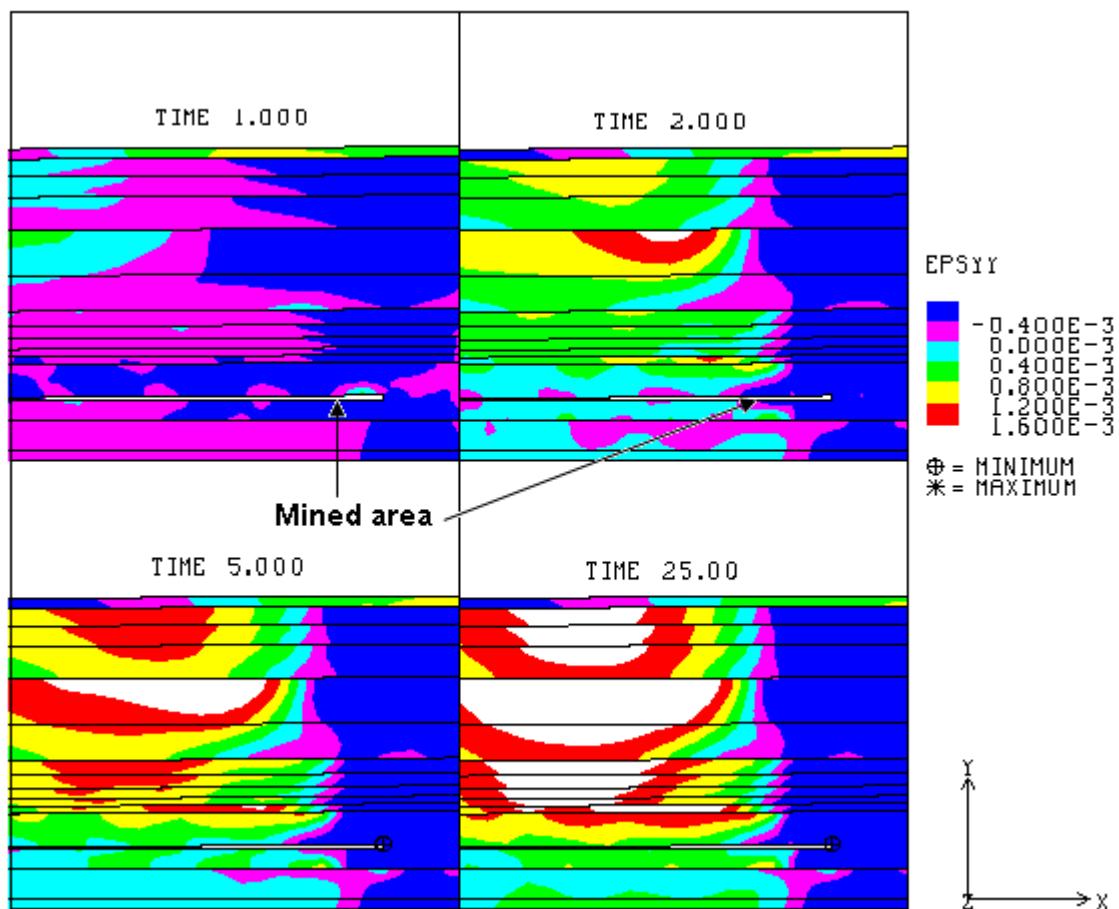 TIME 1.000
TIME 2.000
EPSYY
-0.400E-3
0.000E-3
0.400E-3
0.800E-3
1.200E-3
1.600E-3
⊕ = MINIMUM
✳ = MAXIMUM
Mined area
TIME 5.000
TIME 25.00
Y
Z
X